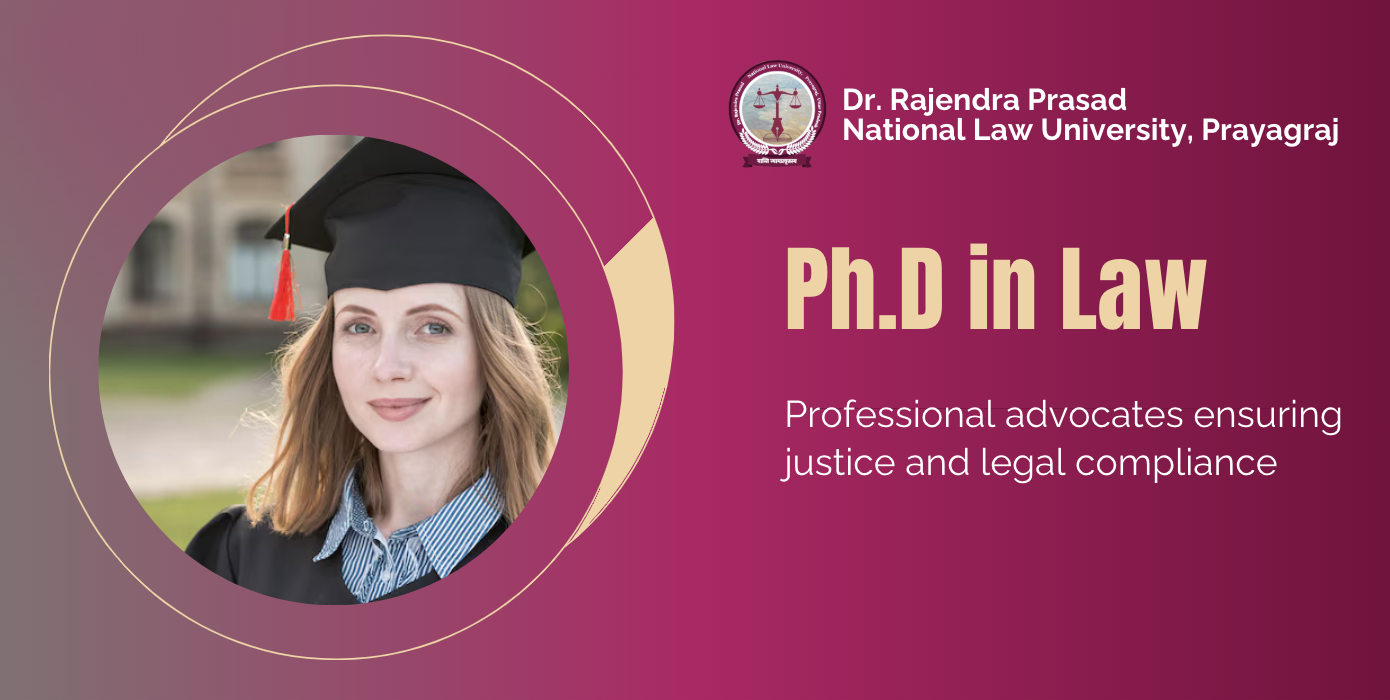 Dr. Rajendra Prasad
National Law University, Prayagraj
Ph.D in Law
Professional advocates ensuring
justice and legal compliance